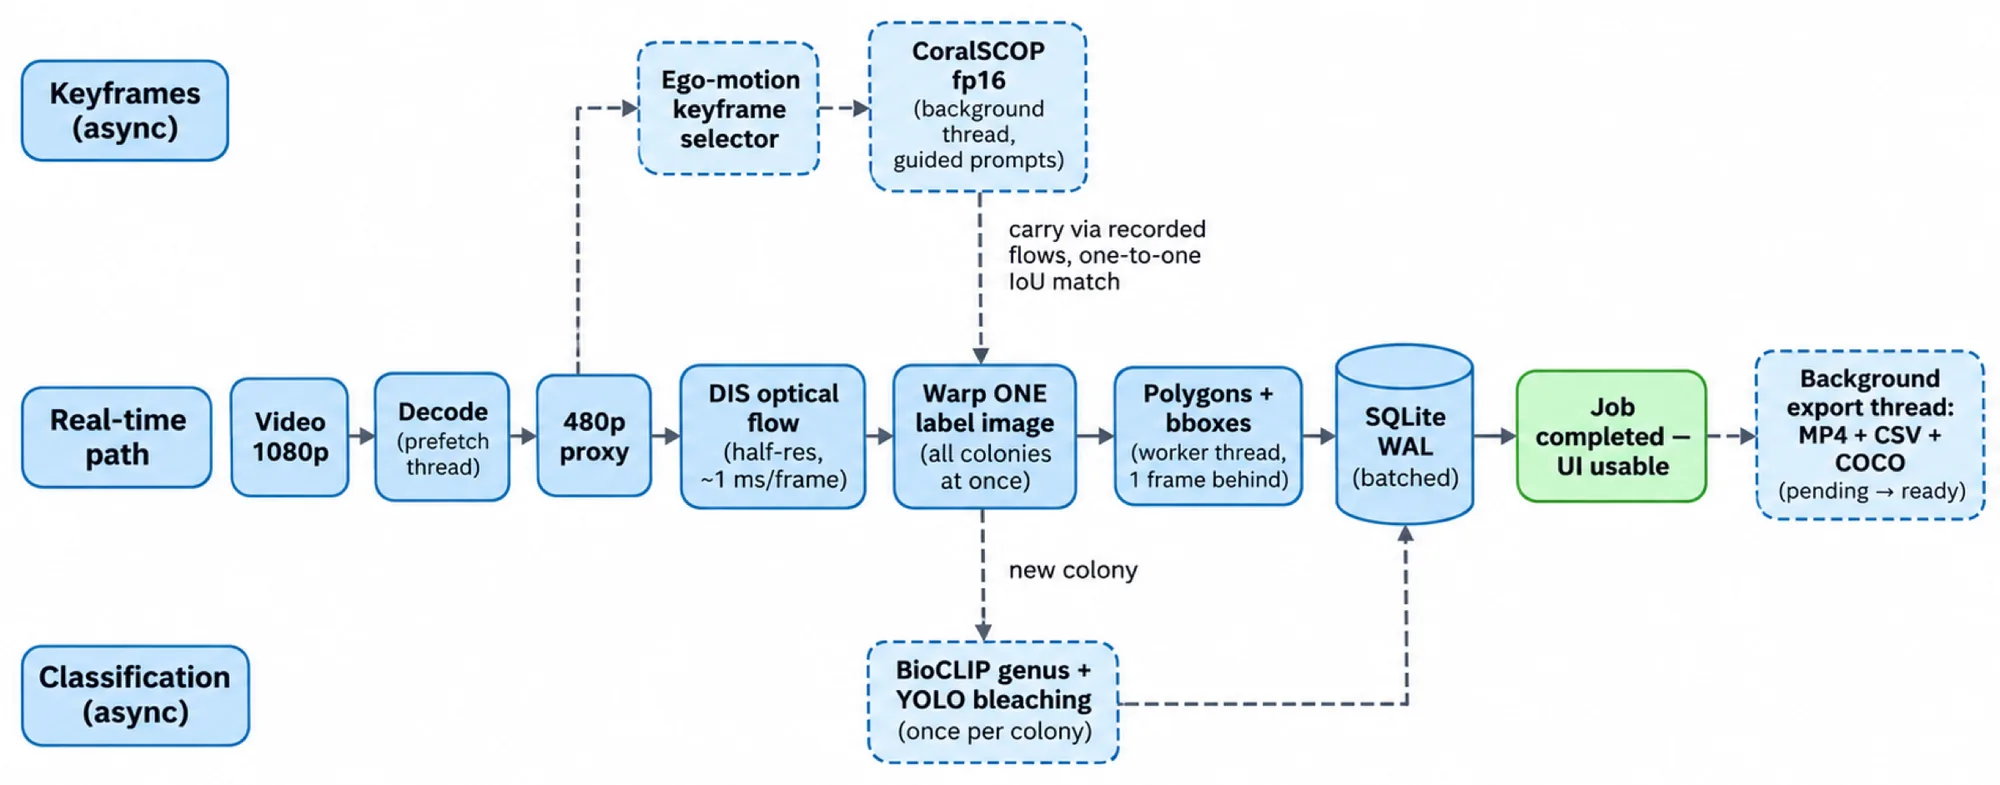 Keyframes
(async)
Ego-motion
keyframe
selector
CoralSCOP
fp16
(background
thread,
guided prompts)
carry via recorded
flows, one-to-one
IoU match
Real-time
path
Video
1080p
Decode
(prefetch
thread)
480p
proxy
DIS optical
flow
(half-res,
~1 ms/frame)
Warp ONE
label image
(all colonies
at once)
Polygons +
bboxes
(worker thread,
1 frame behind)
SQLite
WAL
(batched)
Job
completed —
UI usable
Background
export thread:
MP4 + CSV +
COCO
(pending → ready)
new colony
Classification
(async)
BioCLIP genus +
YOLO bleaching
(once per colony)